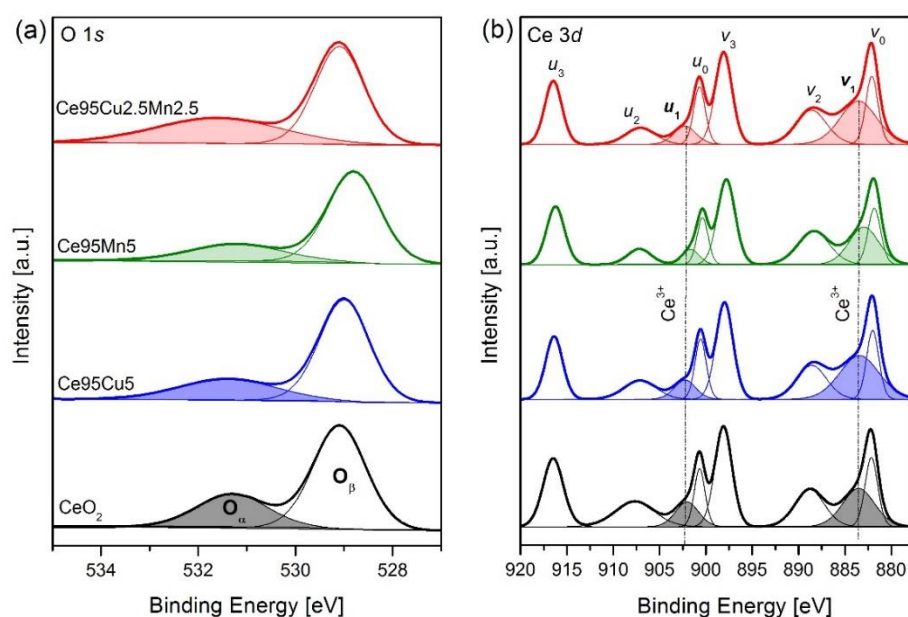 (a) O 1s
Ce95Cu2.5Mn2.5
Ce95Mn5
Ce95Cu5
CeO₂
Oα
Oβ
Intensity [a.u.]
534 532 530 528
Binding Energy [eV]
(b) Ce 3d
u₃ u₂ u₁ u₀ v₃ v₂ v₁ v₀
Ce³⁺ Ce³⁺
Intensity [a.u.]
920 915 910 905 900 895 890 885 880
Binding Energy [eV]